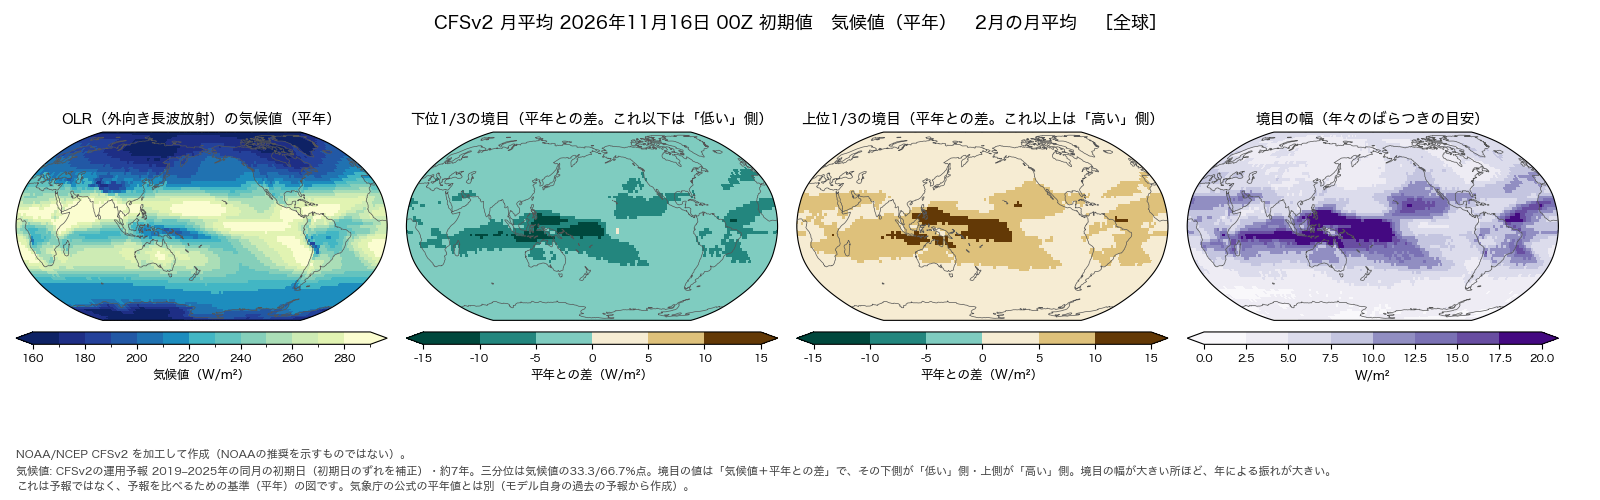 CFSv2 月平均 2026年11月16日 00Z 初期値　気候値（平年）　2月の月平均　［全球］
OLR（外向き長波放射）の気候値（平年）
下位1/3の境目（平年との差。これ以下は「低い」側）
上位1/3の境目（平年との差。これ以上は「高い」側）
境目の幅（年々のばらつきの目安）
160 180 200 220 240 260 280
-15 -10 -5 0 5 10 15
-15 -10 -5 0 5 10 15
0.0 2.5 5.0 7.5 10.0 12.5 15.0 17.5 20.0
気候値（W/m²）
平年との差（W/m²）
平年との差（W/m²）
W/m²
NOAA/NCEP CFSv2 を加工して作成（NOAAの推奨を示すものではない）。
気候値: CFSv2の運用予報 2019–2025年の同月の初期日（初期日のずれを補正）・約7年。三分位は気候値の33.3/66.7%点。境目の値は「気候値＋平年との差」で、その下側が「低い」側・上側が「高い」側。境目の幅が大きい所ほど、年による振れが大きい。
これは予報ではなく、予報を比べるための基準（平年）の図です。気象庁の公式の平年値とは別（モデル自身の過去の予報から作成）。